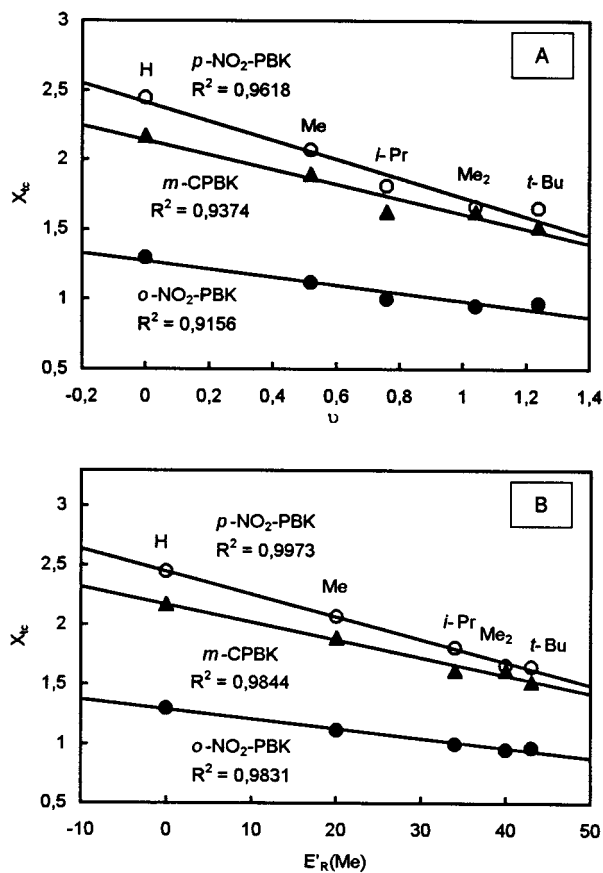 A
3
2,5
2
1,5
1
0,5
X_tc
H
p-NO₂-PBK
R² = 0,9618
Me
i-Pr
Me₂
t-Bu
m-CPBK
R² = 0,9374
o-NO₂-PBK
R² = 0,9156
-0,2 0 0,2 0,4 0,6 0,8 1 1,2 1,4
υ
B
3
2,5
2
1,5
1
0,5
X_tc
H
p-NO₂-PBK
R² = 0,9973
Me
i-Pr
Me₂
t-Bu
m-CPBK
R² = 0,9844
o-NO₂-PBK
R² = 0,9831
-10 0 10 20 30 40 50
E'_R(Me)